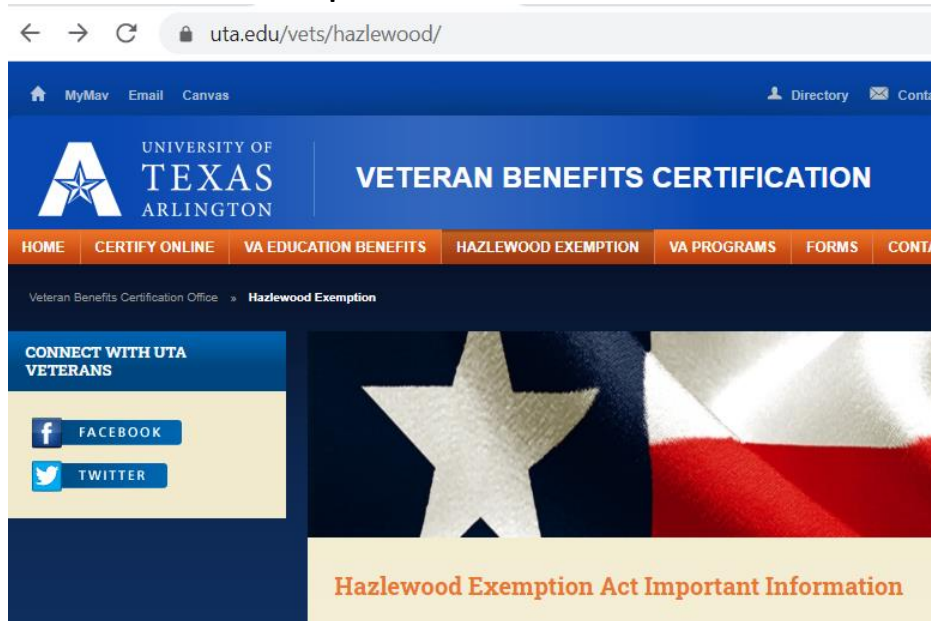 uta.edu/vets/hazlewood/
MyMav Email Canvas Directory
UNIVERSITY OF
TEXAS
ARLINGTON
VETERAN BENEFITS CERTIFICATION
HOME CERTIFY ONLINE VA EDUCATION BENEFITS HAZLEWOOD EXEMPTION VA PROGRAMS FORMS CONTA
Veteran Benefits Certification Office » Hazlewood Exemption
CONNECT WITH UTA
VETERANS
f FACEBOOK
TWITTER
Hazlewood Exemption Act Important Information